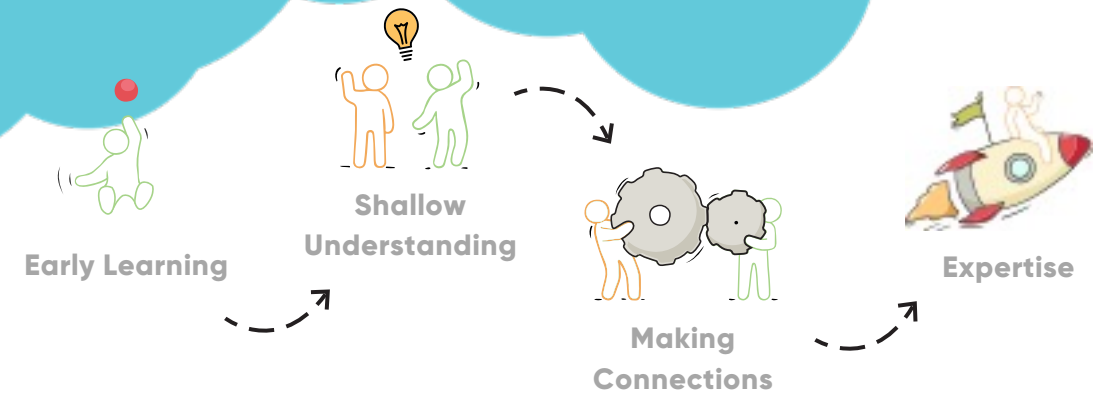 Early Learning
Shallow
Understanding
Making
Connections
Expertise